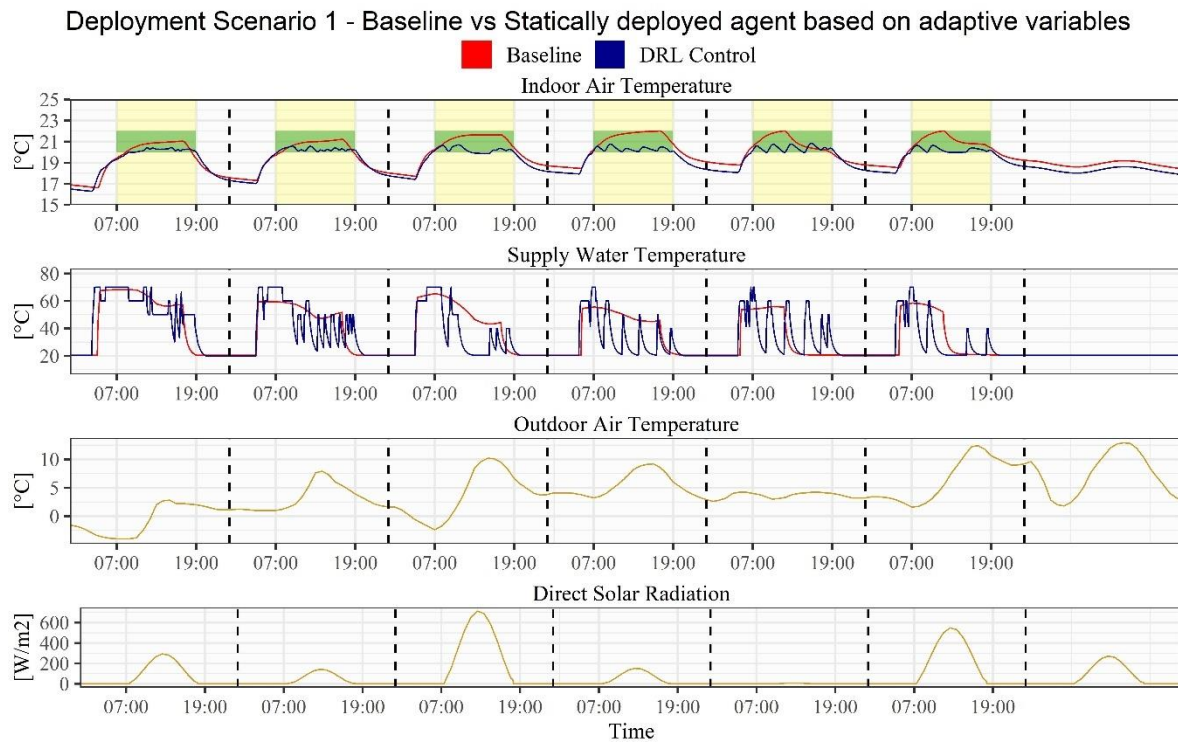 Deployment Scenario 1 - Baseline vs Statically deployed agent based on adaptive variables
Baseline DRL Control
Indoor Air Temperature
25
23
21
19
17
15
[°C]
07:00 19:00 07:00 19:00 07:00 19:00 07:00 19:00 07:00 19:00 07:00 19:00
Supply Water Temperature
80
60
40
20
[°C]
07:00 19:00 07:00 19:00 07:00 19:00 07:00 19:00 07:00 19:00 07:00 19:00
Outdoor Air Temperature
10
5
0
[°C]
07:00 19:00 07:00 19:00 07:00 19:00 07:00 19:00 07:00 19:00 07:00 19:00
Direct Solar Radiation
600
400
200
0
[W/m2]
07:00 19:00 07:00 19:00 07:00 19:00 07:00 19:00 07:00 19:00 07:00 19:00
Time